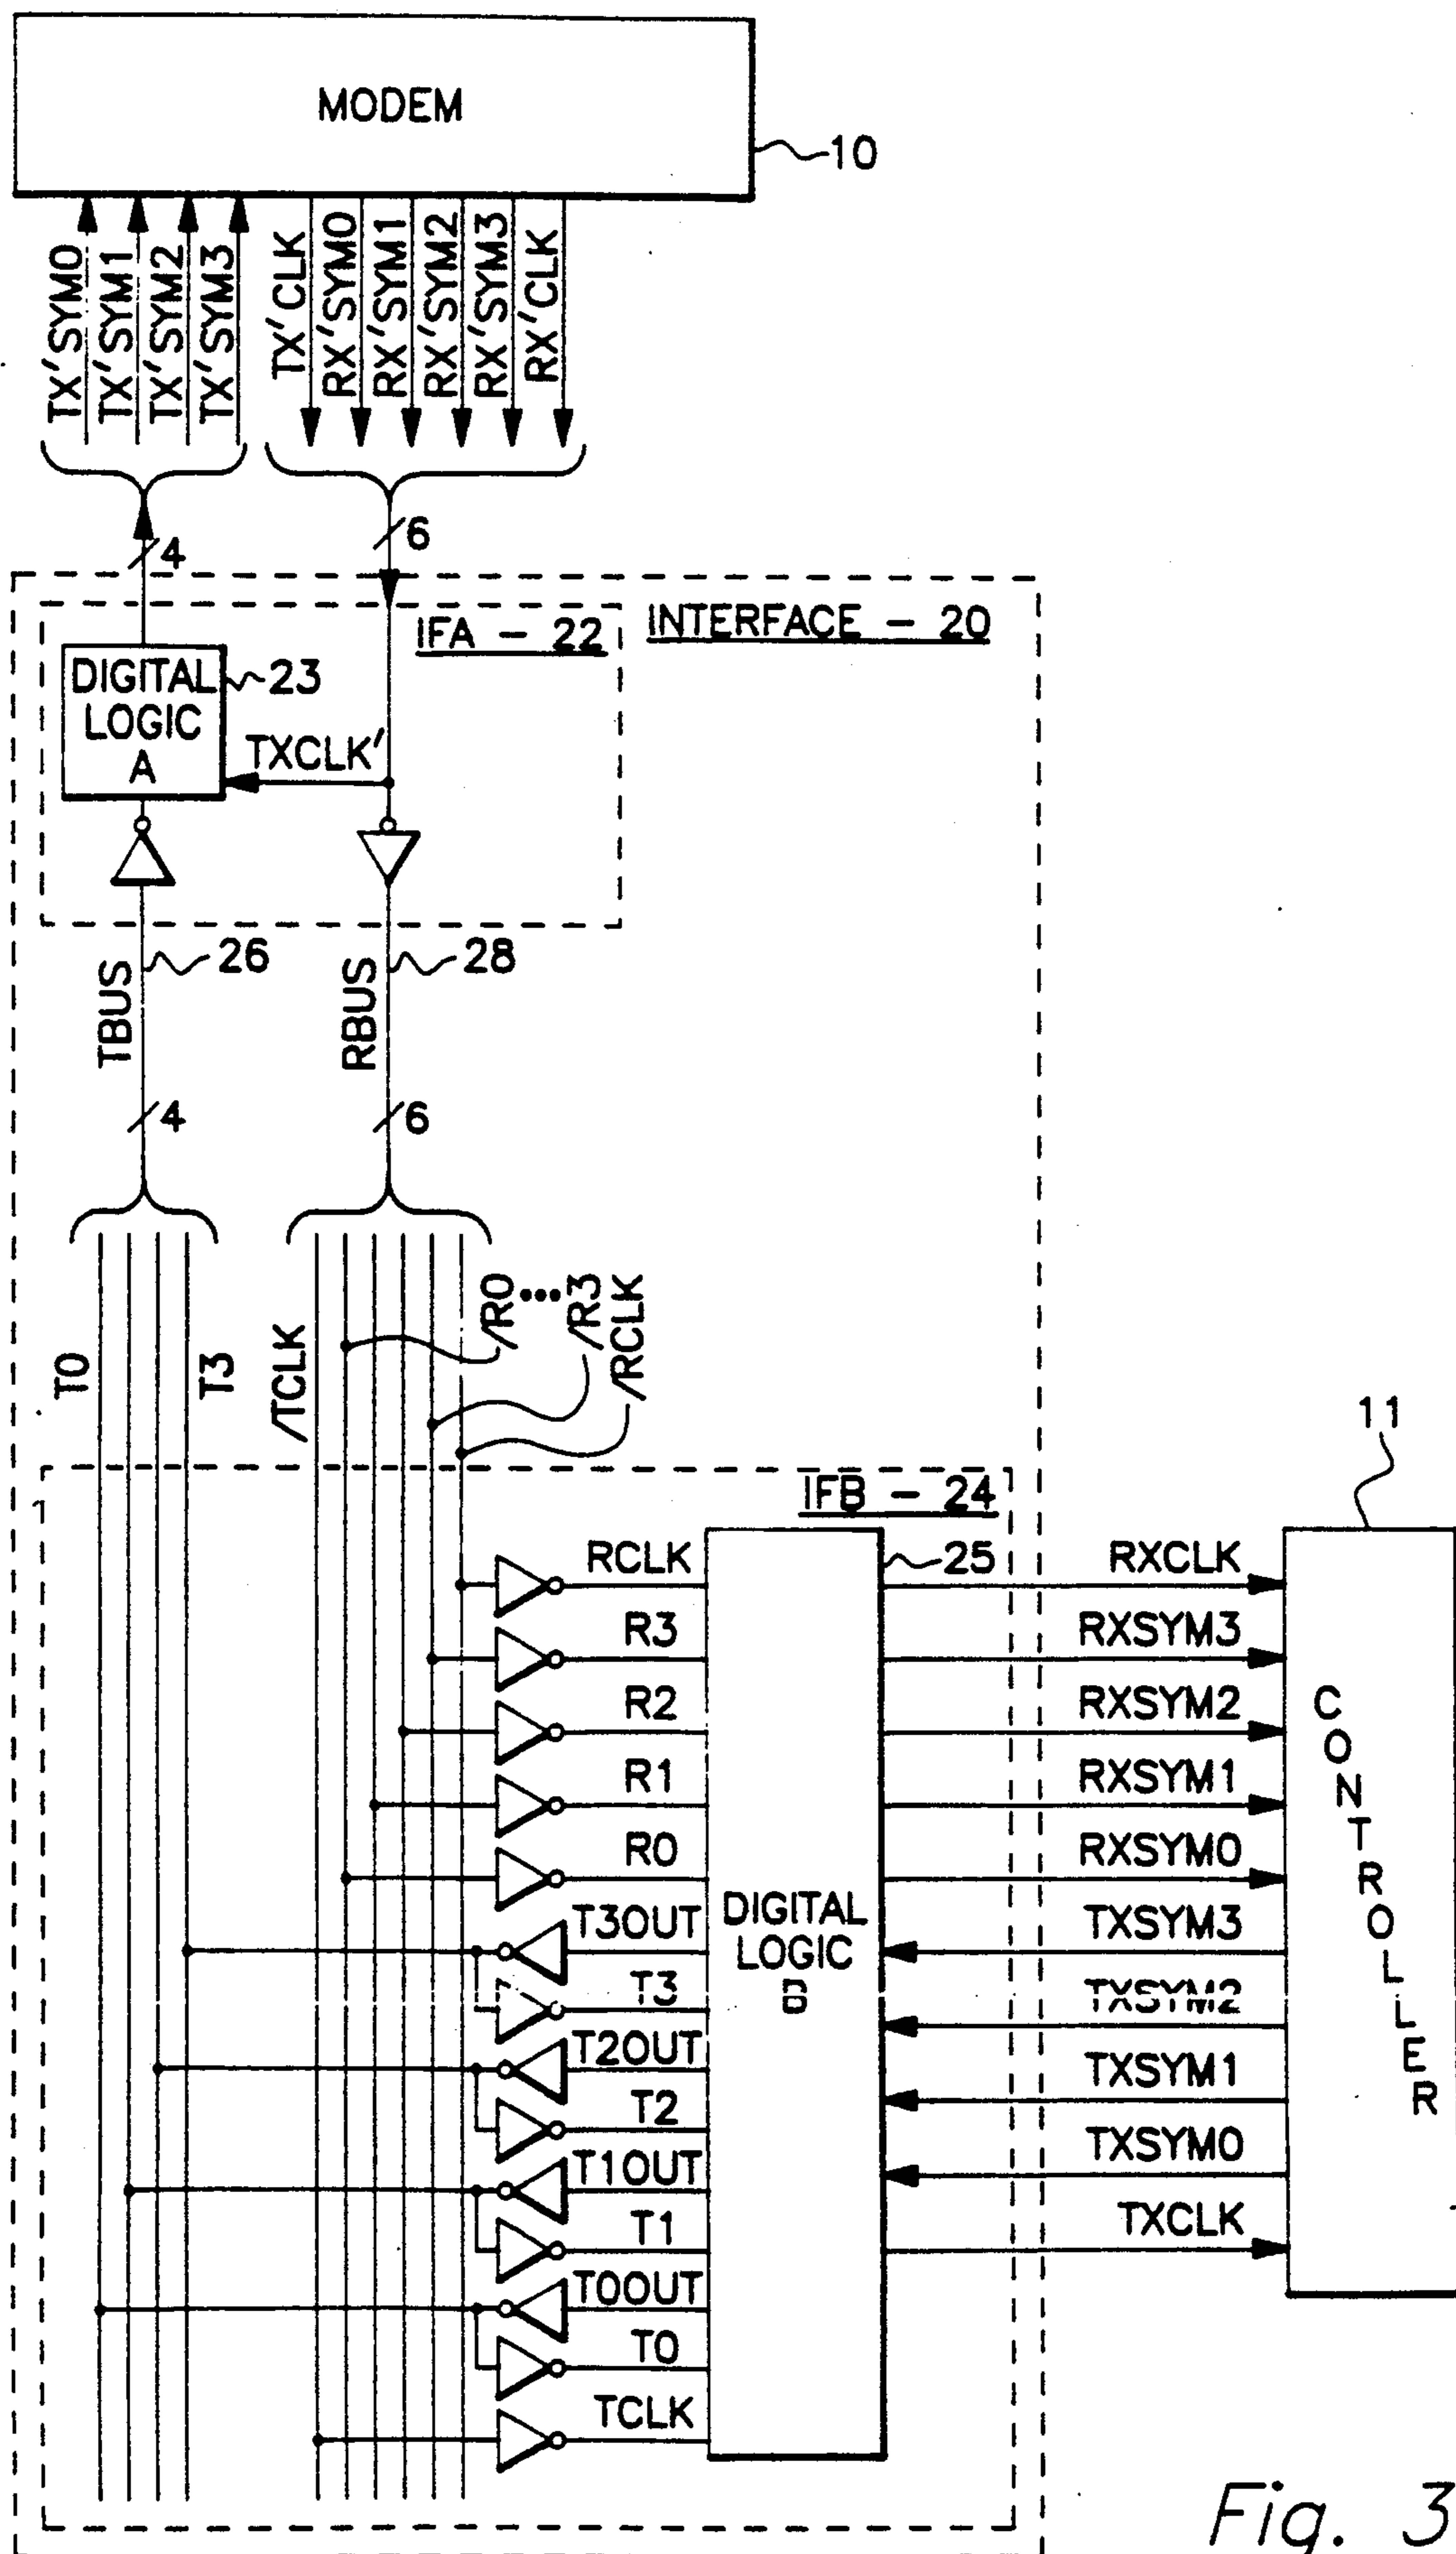 MODEM
10
TX'SYM0
TX'SYM1
TX'SYM2
TX'SYM3
TX'CLK
RX'SYM0
RX'SYM1
RX'SYM2
RX'SYM3
RX'CLK
4
6
INTERFACE - 20
IFA - 22
DIGITAL
LOGIC
A
23
TXCLK'
26
28
TBUS
RBUS
4
6
T0
T3
/TCLK
/R0...
/R3
/RCLK
11
IFB - 24
25
RCLK
R3
R2
R1
R0
T3OUT
T3
T2OUT
T2
T1OUT
T1
T0OUT
T0
TCLK
DIGITAL
LOGIC
B
RXCLK
RXSYM3
RXSYM2
RXSYM1
RXSYM0
TXSYM3
TXSYM2
TXSYM1
TXSYM0
TXCLK
CONTROLLER
Fig. 3